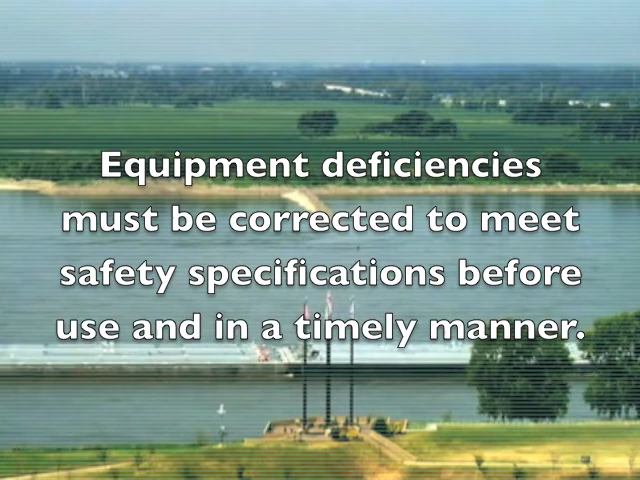 Equipment deficiencies
must be corrected to meet
safety specifications before
use and in a timely manner.